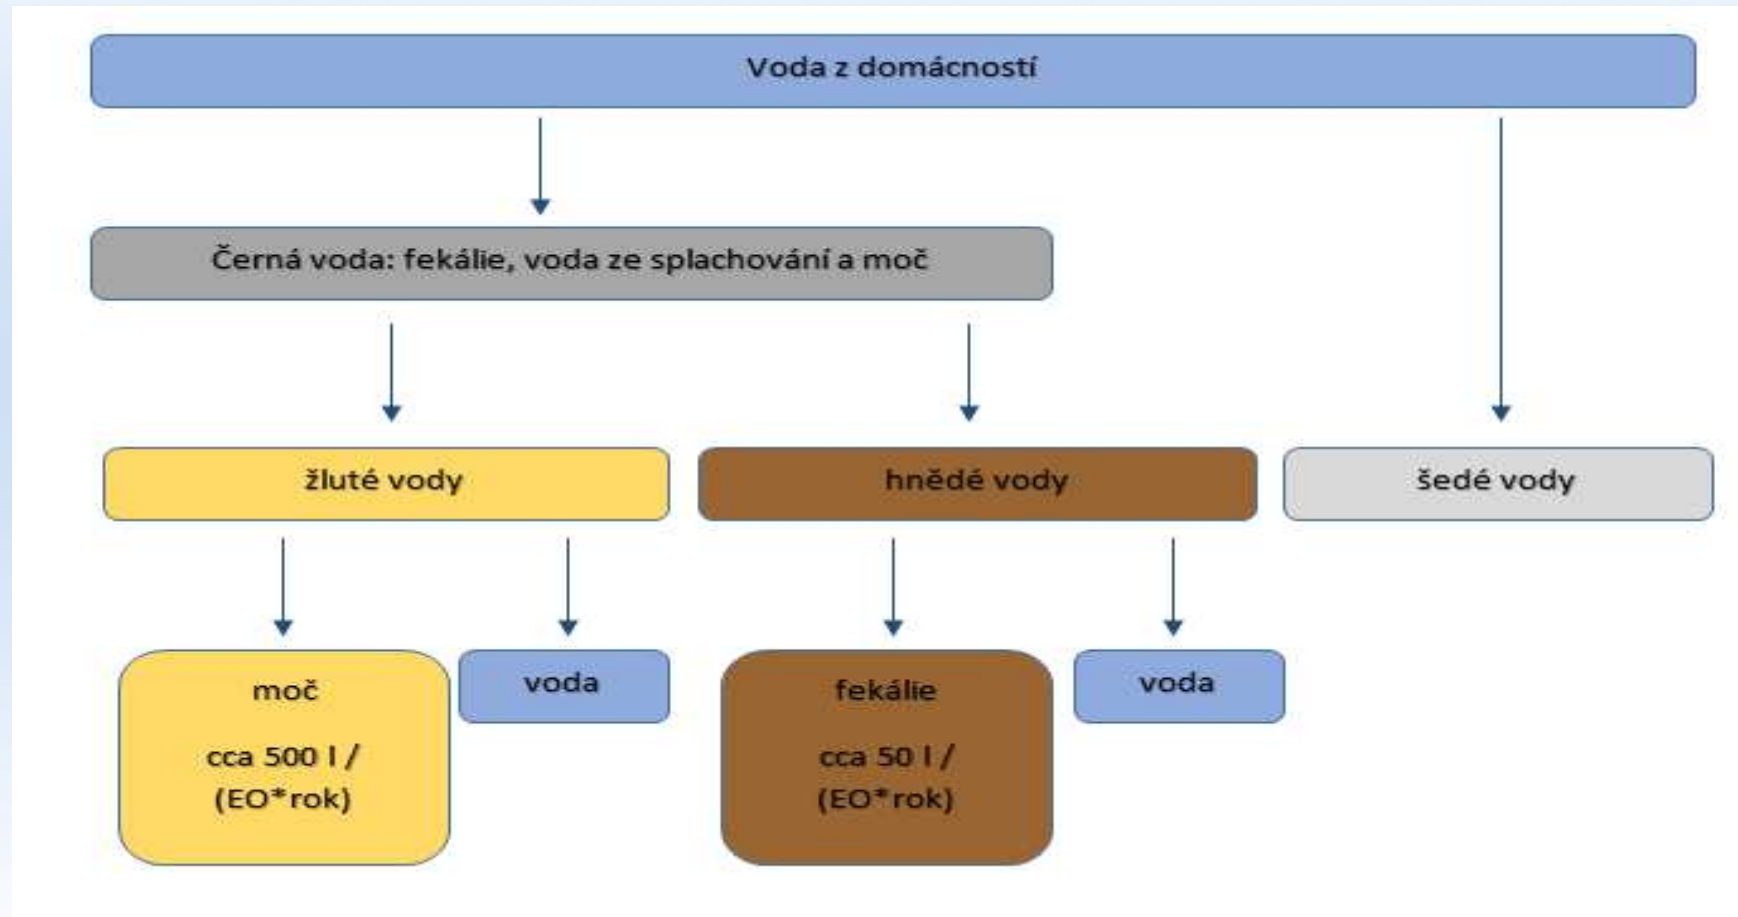 Voda z domácností
Černá voda: fekálie, voda ze splachování a moč
žluté vody
hnědé vody
šedé vody
moč
cca 500 l /
(EO*rok)
voda
fekálie
cca 50 l /
(EO*rok)
voda